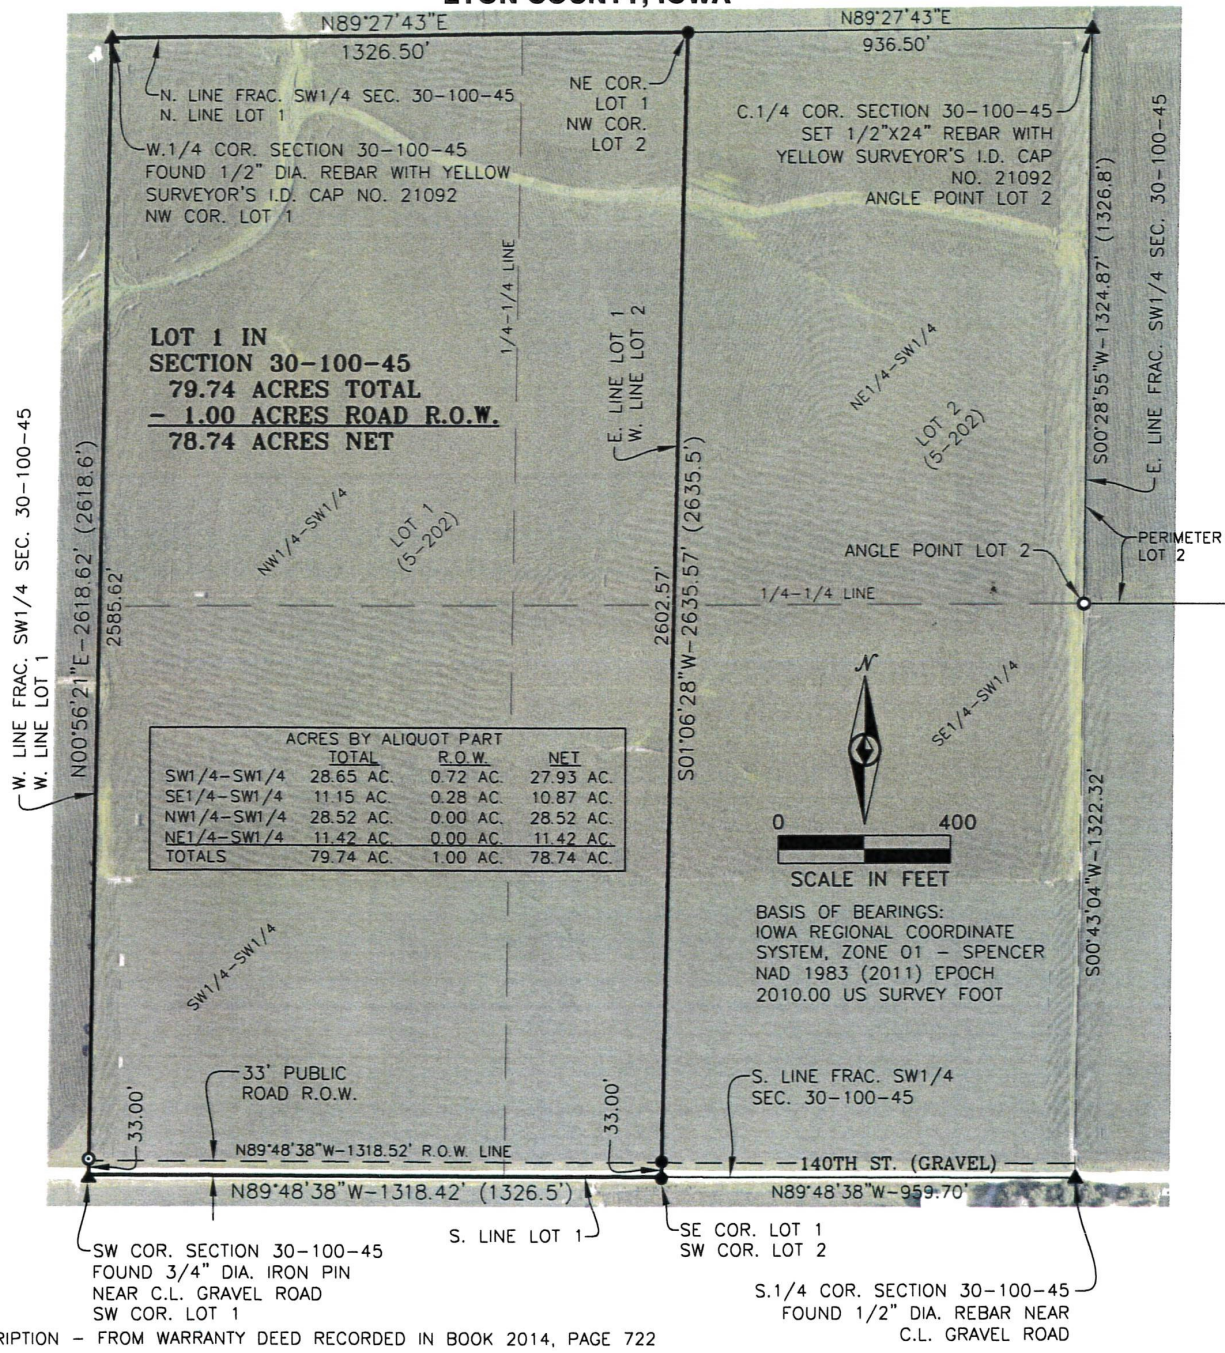 LYON COUNTY, IOWA
N89°27'43"E
1326.50'
N89°27'43"E
936.50'
N. LINE FRAC. SW1/4 SEC. 30-100-45
N. LINE LOT 1
W.1/4 COR. SECTION 30-100-45
FOUND 1/2" DIA. REBAR WITH YELLOW
SURVEYOR'S I.D. CAP NO. 21092
NW COR. LOT 1
NE COR.
LOT 1
NW COR.
LOT 2
C.1/4 COR. SECTION 30-100-45
SET 1/2"X24" REBAR WITH
YELLOW SURVEYOR'S I.D. CAP
NO. 21092
ANGLE POINT LOT 2
S00°28'55"W-1324.87' (1326.8')
E. LINE FRAC. SW1/4 SEC. 30-100-45
1/4-1/4 LINE
LOT 1 IN
SECTION 30-100-45
79.74 ACRES TOTAL
- 1.00 ACRES ROAD R.O.W.
78.74 ACRES NET
E. LINE LOT 1
W. LINE LOT 2
NE1/4-SW1/4
LOT 2
(5-202)
W. LINE FRAC. SW1/4 SEC. 30-100-45
W. LINE LOT 1
N00°56'21"E-2618.62' (2618.6')
2585.62'
NW1/4-SW1/4
LOT 1
(5-202)
2602.57'
S01°06'28"W-2635.57' (2635.5')
ANGLE POINT LOT 2
PERIMETER
LOT 2
1/4-1/4 LINE
N
SE1/4-SW1/4
ACRES BY ALIQUOT PART
TOTAL R.O.W. NET
SW1/4-SW1/4 28.65 AC. 0.72 AC. 27.93 AC.
SE1/4-SW1/4 11.15 AC. 0.28 AC. 10.87 AC.
NW1/4-SW1/4 28.52 AC. 0.00 AC. 28.52 AC.
NE1/4-SW1/4 11.42 AC. 0.00 AC. 11.42 AC.
TOTALS 79.74 AC. 1.00 AC. 78.74 AC.
0 400
SCALE IN FEET
BASIS OF BEARINGS:
IOWA REGIONAL COORDINATE
SYSTEM, ZONE 01 - SPENCER
NAD 1983 (2011) EPOCH
2010.00 US SURVEY FOOT
S00°43'04"W-1322.32'
SW1/4-SW1/4
33' PUBLIC
ROAD R.O.W.
33.00'
33.00'
S. LINE FRAC. SW1/4
SEC. 30-100-45
N89°48'38"W-1318.52' R.O.W. LINE
140TH ST. (GRAVEL)
N89°48'38"W-1318.42' (1326.5')
N89°48'38"W-959.70'
SW COR. SECTION 30-100-45
FOUND 3/4" DIA. IRON PIN
NEAR C.L. GRAVEL ROAD
SW COR. LOT 1
S. LINE LOT 1
SE COR. LOT 1
SW COR. LOT 2
S.1/4 COR. SECTION 30-100-45
FOUND 1/2" DIA. REBAR NEAR
C.L. GRAVEL ROAD
RIPTION - FROM WARRANTY DEED RECORDED IN BOOK 2014, PAGE 722